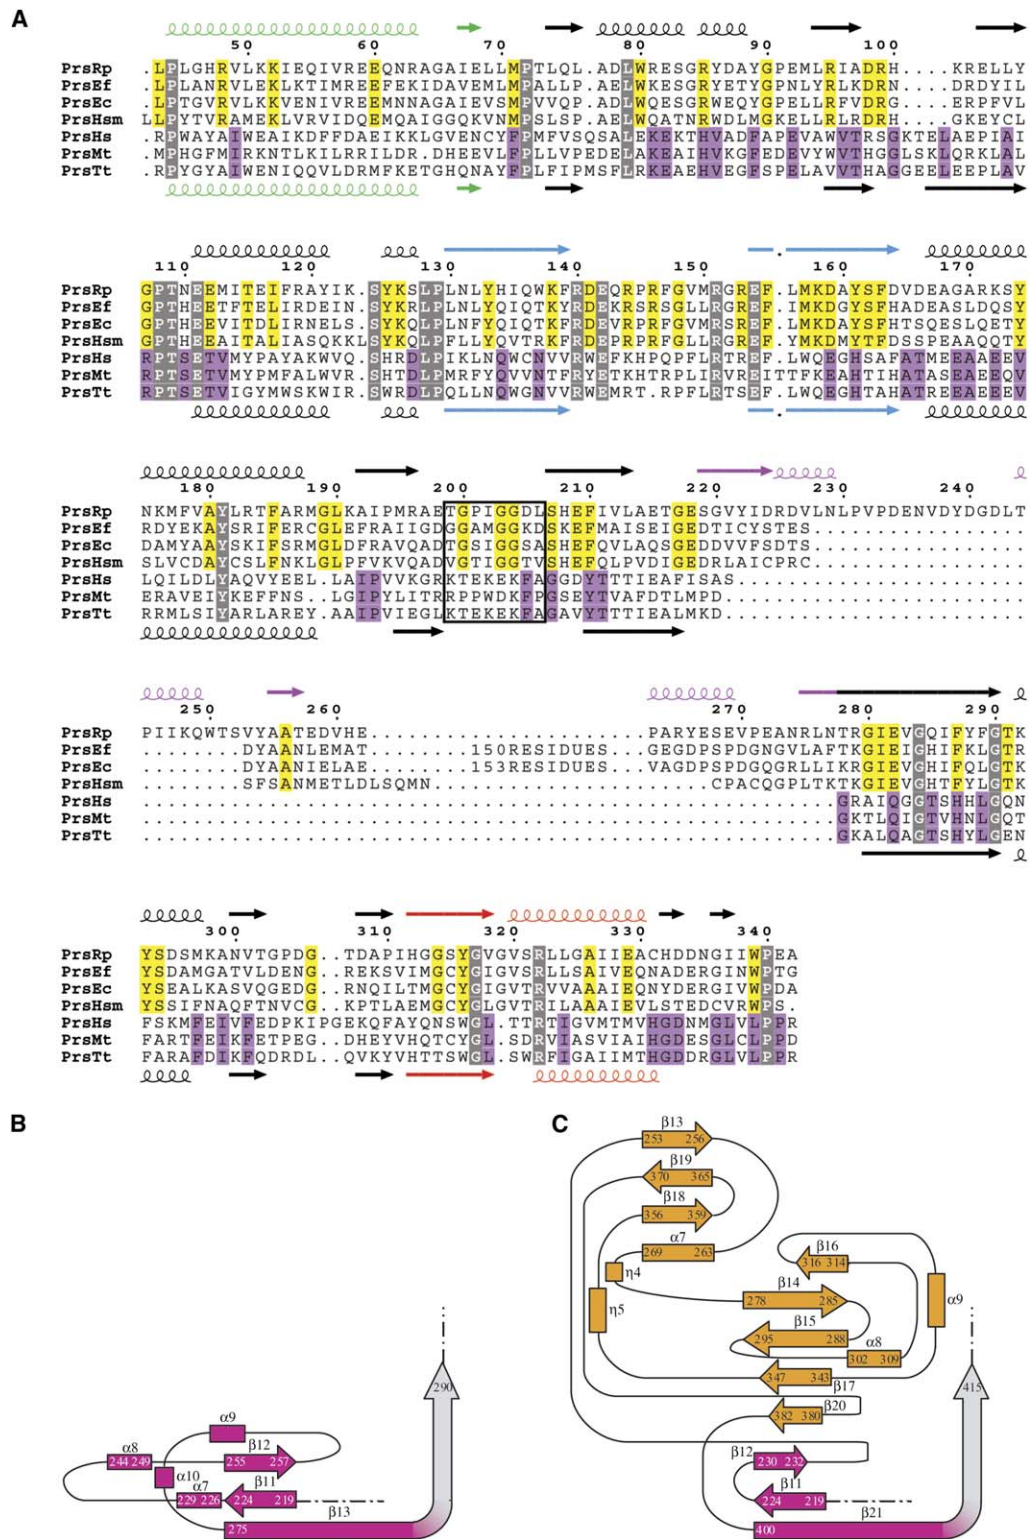 A
50 60 70 80 90 100
PrsRp .LPLGHRVLKKIEQIVREEQNRAGAIELLMPTLQL.ADLWRESGRYDAYGPEMLRIADRH....KRELLY
PrsEf .LPLANRVLEKLKTIMREEFEKIDAVEMLMPALLP.AELWKESGRYETYGPNLYRLKDRN....DRDYIL
PrsEc .LPTGVRVLKKVENIVREEMNNAGAIEVSMPVVQP.ADLWQESGRWEQYGPELLRFVDRG....ERPFVL
PrsHsm LLPYTVRAMEKLVRVIDQEMQAIGGQKVNMPSLSP.AELWQATNRWDLMGKELLRLRDRH....GKEYCL
PrsHs .RPWAYAIWEAIKDFFDAEIKKLGVENCYFPMFVSQSALEKEKTHVADFAPEVAWVTRSGKTELAEPIAI
PrsMt .MPHGFMIRKNTLKILRRILDR.DHEEVLFPLLVPEDELAKEAIHVKGFEDEVYWVTHGGLSKLQRKLAL
PrsTt .RPYGYAIWENIQQVLDRMFKETGHQNAYFPLFIPMSFLRKEAEHVEGFSPELAVVTHAGGEELEEPLAV
110 120 130 140 150 160 170
PrsRp GPTNEEMITEIFRAYIK.SYKSLPLNLYHIQWKFRDEQRPRFGVMRGREF.LMKDAYSFDVDEAGARKSY
PrsEf GPTHEETFTELIRDEIN.SYKRLPLNLYQIQTKYRDEKRSRSGLLRGREF.IMKDGYSFHADEASLDQSY
PrsEc GPTHEEVITDLIRNELS.SYKQLPLNFYQIQTKFRDEVRPRFGVMRSREF.LMKDAYSFHTSQESLQETY
PrsHsm GPTHEEAITALIASQKKLSYKQLPFLLYQVTRKFRDEPRPRFGLLRGREF.YMKDMYTFDSSPEAAQQTY
PrsHs RPTSETVMYPAYAKWVQ.SHRDLPIKLNQWCNVVRWEFKHPQPFLRTREF.LWQEGHSAFATMEEAAEEV
PrsMt RPTSETVMYPMFALWVR.SHTDLPMRFYQVVNTFRYETKHTRPLIRVREITTFKEAHTIHATASEAEEQV
PrsTt RPTSETVIGYMWSKWIR.SWRDLPQLLNQWGNVVRWEMRT.RPFLRTSEF.LWQEGHTAHATREEAEEEV
180 190 200 210 220 230 240
PrsRp NKMFVAYLRTFARMGLKAIPMRAETGPIGGDLSHEFIVLAETGESGVYIDRDVLNLPVPDENVDYDGDLT
PrsEf RDYEKAYSRIFERCGLEFRAIIGDGGAMGGKDSKEFMAISEIGEDTICYSTES.................
PrsEc DAMYAAYSKIFSRMGLDFRAVQADTGSIGGSASHEFQVLAQSGEDDVVFSDTS.................
PrsHsm SLVCDAYCSLFNKLGLPFVKVQADVGTIGGTVSHEFQLPVDIGEDRLAICPRC.................
PrsHs LQILDLYAQVYEEL.LAIPVVKGRKTEKEKFAGGDYTTTIEAFISAS.......................
PrsMt ERAVEIYKEFFNS.LGIPYLITRRPPWDKFPGSEYTVAFDTLMPD.........................
PrsTt RRMLSIYARLAREY.AAIPVIEGLKTEKEKFAGAVYTTTIEALMKD........................
250 260 270 280 290
PrsRp PIIKQWTSVYAATEDVHE......................PARYESEVPEANRLNTRGIEVGQIFYFGTK
PrsEf ........DYAANLEMAT........150RESIDUES...GEGDPSPDGNGVLAFTKGIEIGHIFKLGTR
PrsEc ........DYAANIELAE........153RESIDUES...VAGDPSPDGQGRLLIKRGIEVGHIFQLGTK
PrsHsm ........SFSANMETLDLSQMN......................CPACQGPLTKTKGIEVGHTFYLGTK
PrsHs .......................................................GRAIQGGTSHHLGQN
PrsMt .......................................................GKTLQIGTVHNLGQT
PrsTt .......................................................GKALQAGTSHYLGEN
300 310 320 330 340
PrsRp YSDSMKANVTGPDG..TDAPIHGGSYGVGVSRLLGAIIEACHDDNGIIWPEA
PrsEf YSDAMGATVLDENG..REKSVIMGCYGIGVSRLLSAIVEQNADERGINWPTG
PrsEc YSEALKASVQGEDG..RNQILTMGCYGIGVTRVVAAAIEQNYDERGIVWPDA
PrsHsm YSSIFNAQFTNVCG..KPTLAEMGCYGLGVTRILAAAIEVLSTEDCVRWPS.
PrsHs FSKMFEIVFEDPKIPGEKQFAYQNSWGL.TTRTIGVMTMVHGDNMGLVLPPR
PrsMt FARTFEIKFETPEG..DHEYVHQTCYGL.SDRVIASVIAIHGDESGLCLPPD
PrsTt FARAFDIKFQDRDL..QVKYVHTTSWGL.SWRFIGAIIMTHGDDRGLVLPPR
B
290
α9
α8 β12
244 249 255 257
α10
α7 β11
229 226 224 219
β13
275
C
β13
253 256
β19
370 365
β18
356 359
α7
269 263
β16
316 314
η4
β14
278 285
η5
α9
β15
295 288
α8
302 309
347 343
β17
415
β20
382 380
β12
230 232
β11
224 219
β21
400